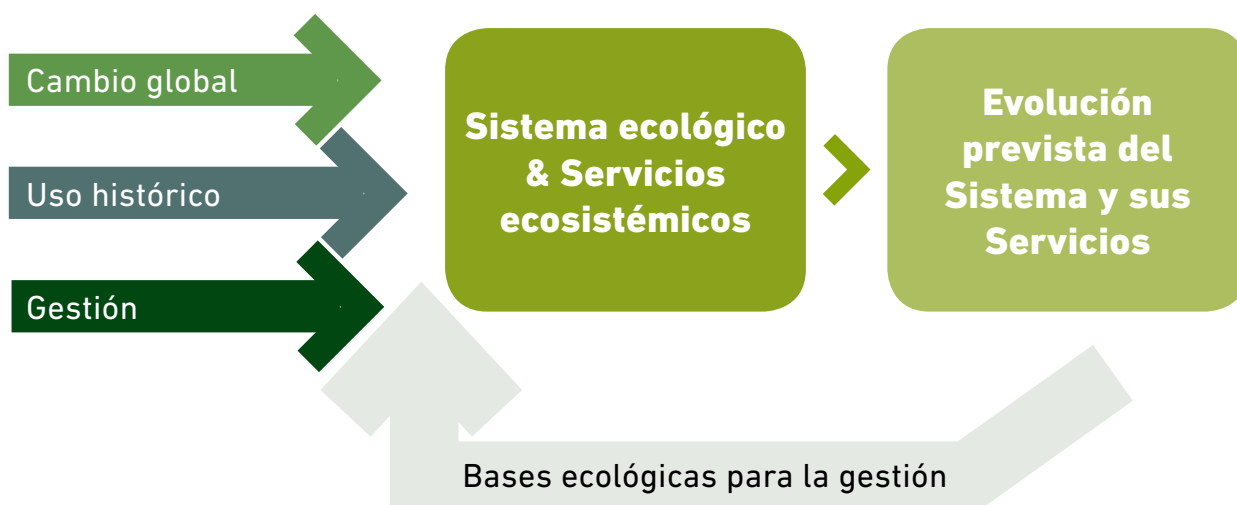 Cambio global
Uso histórico
Gestión
Sistema ecológico
& Servicios
ecosistémicos
Evolución
prevista del
Sistema y sus
Servicios
Bases ecológicas para la gestión